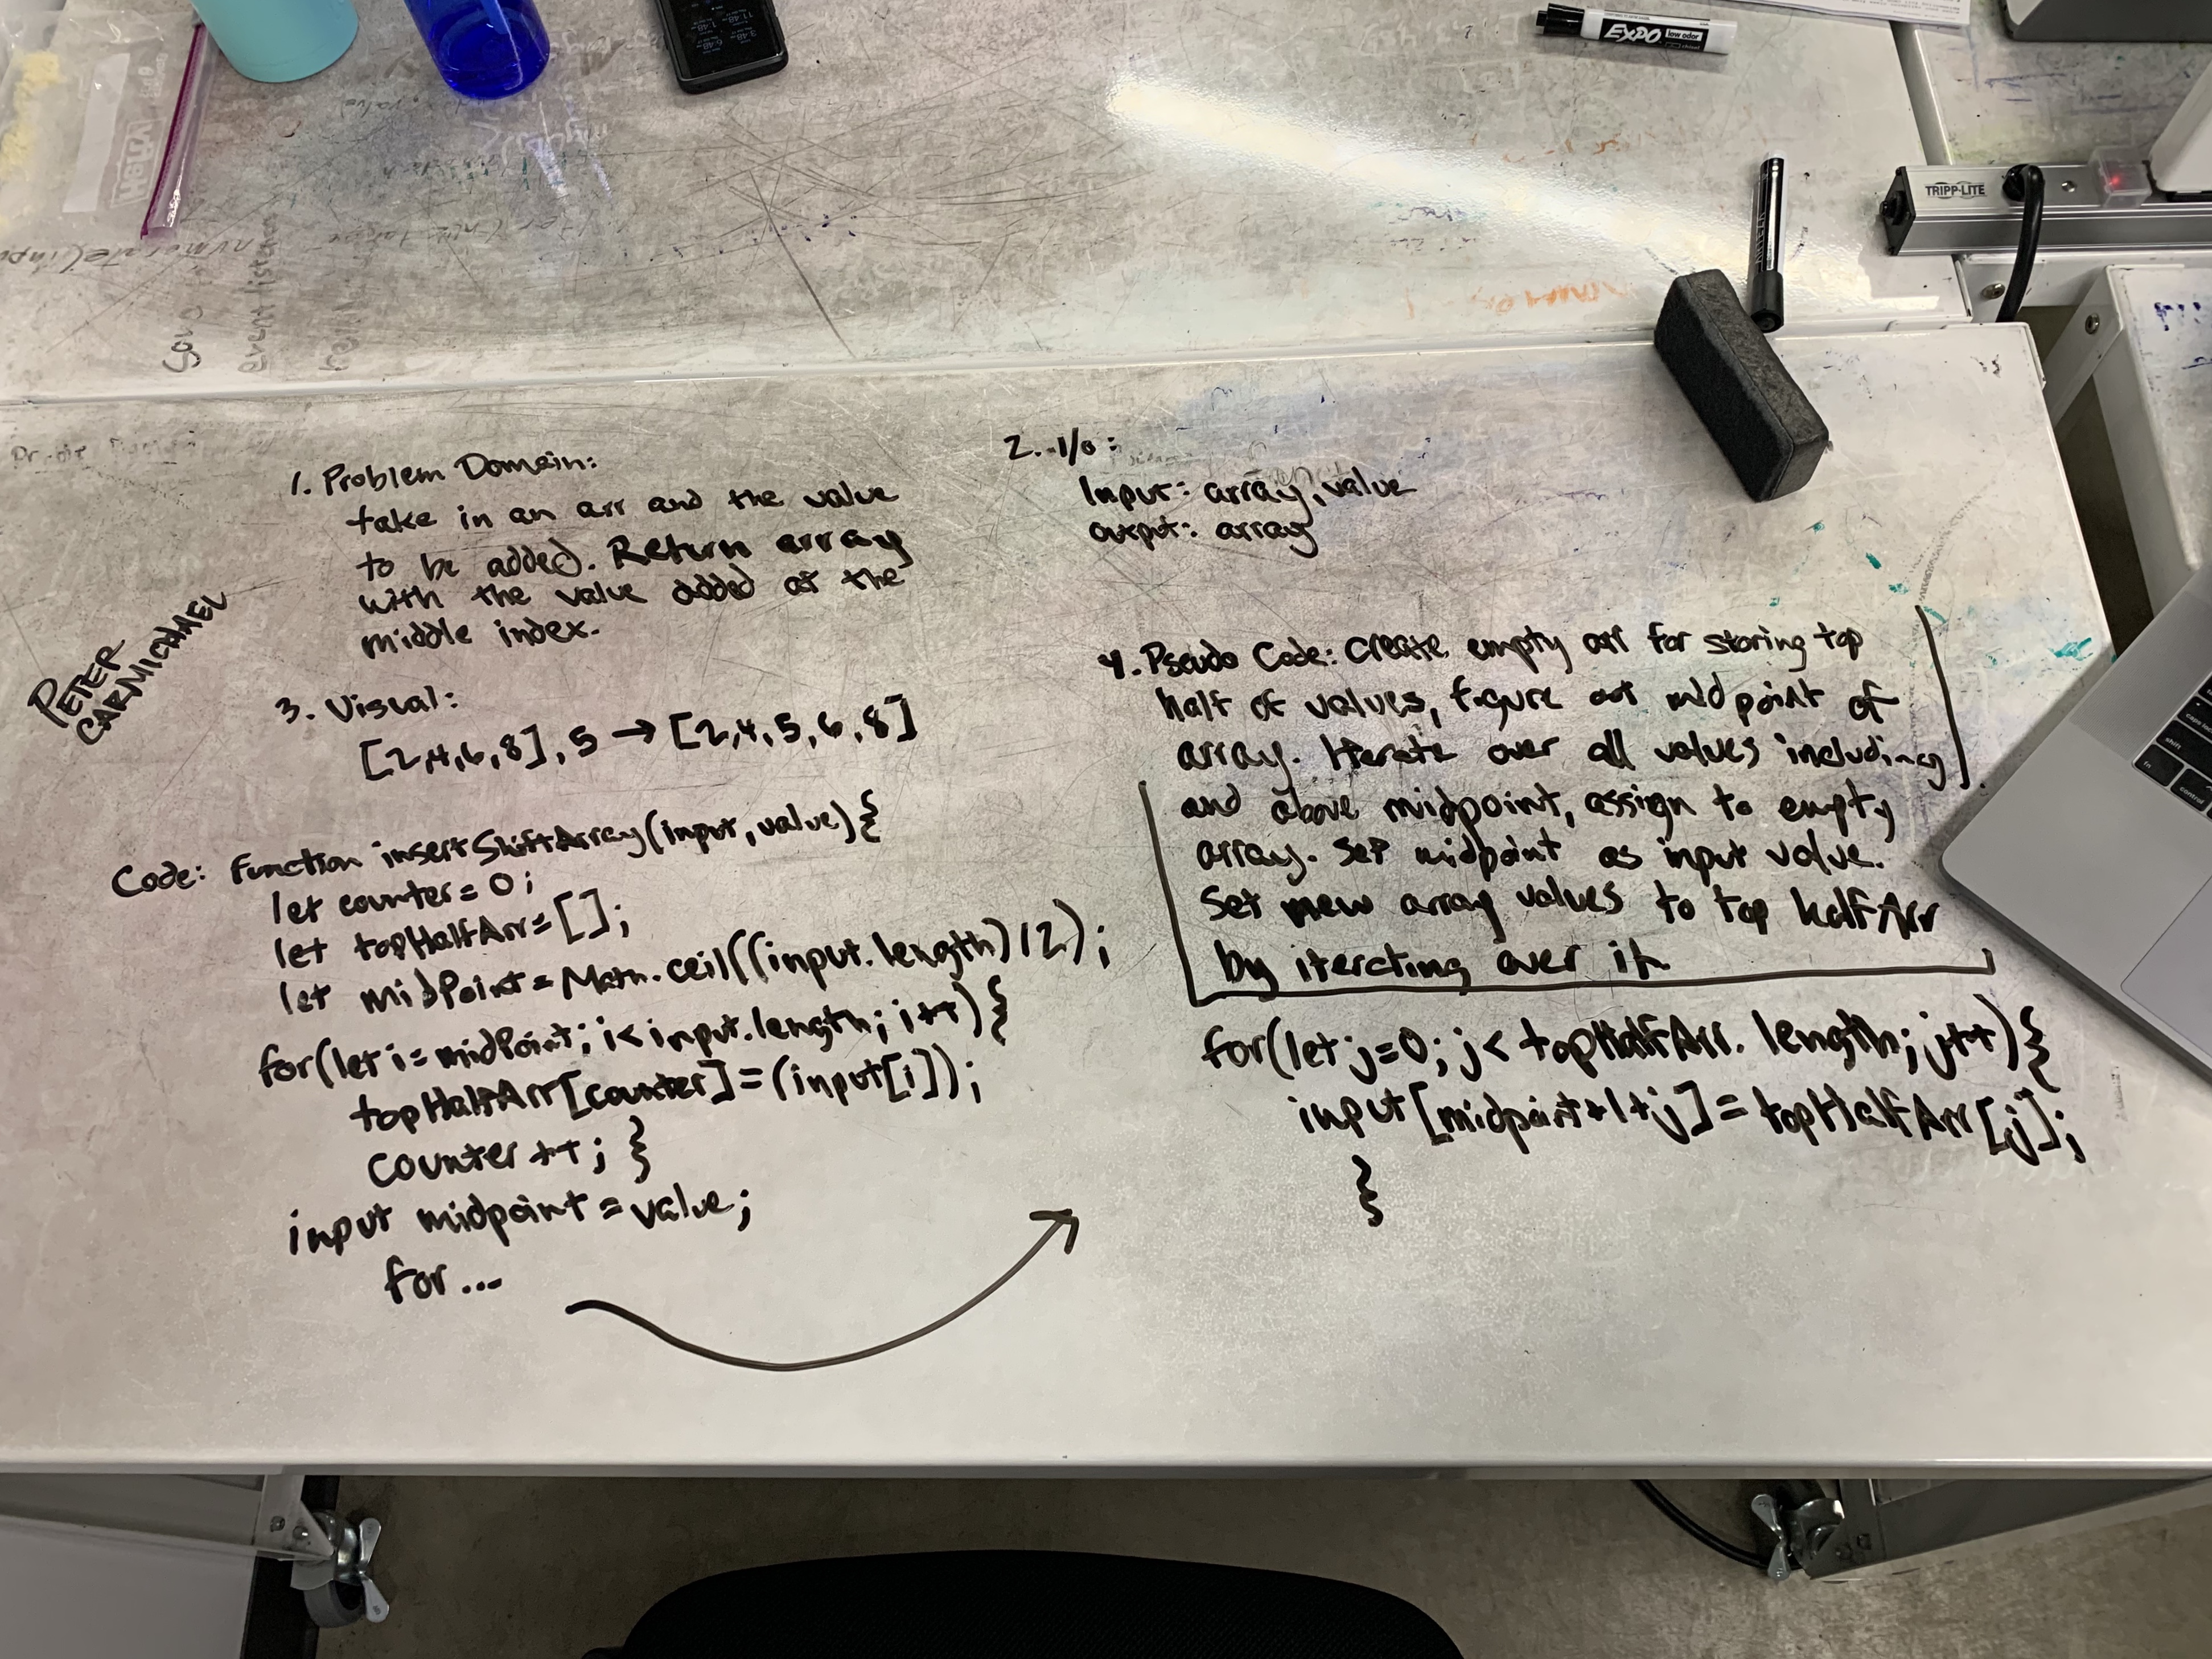 EXPO low odor
TRIPP-LITE
H-E-B
1. Problem Domain:
take in an arr and the value
to be added. Return array
with the value added at the
middle index.
2. I/O:
Input: array, value
output: array
PETER
CARMICHAEL
3. Visual:
[2,4,6,8], 5 → [2,4,5,6,8]
4. Pseudo Code: Create empty arr for storing top
half of values, figure out midpoint of
array. Iterate over all values including
and above midpoint, assign to empty
array. Set midpoint as input value.
Set new array values to top halfArr
by iterating over it.
Code: function insertShiftArray(input, value){
let counter = 0;
let topHalfArr = [];
let midPoint = Math.ceil((input.length)/2);
for(let i = midPoint; i < input.length; i++){
topHalfArr[counter] = (input[i]);
counter++; }
input midpoint = value;
for...
for(let j=0; j < topHalfArr.length; j++){
input[midpoint+1+j] = topHalfArr[j];
}